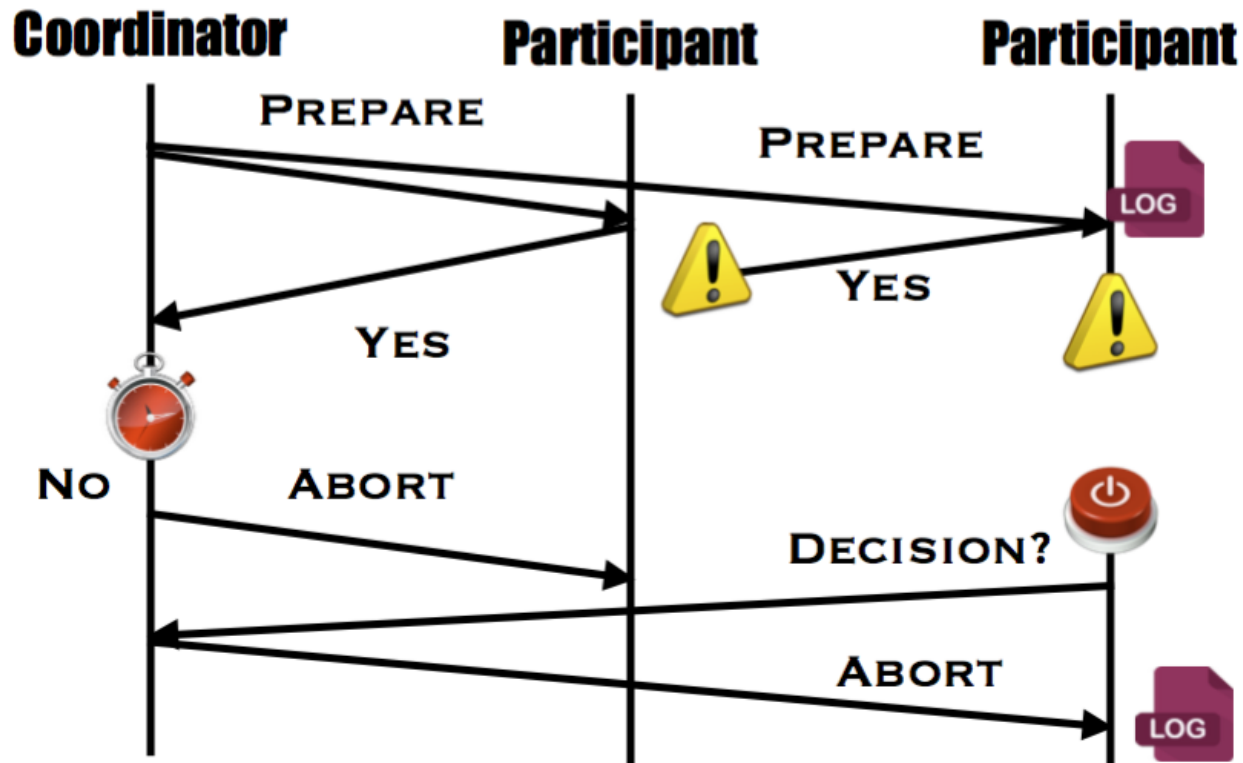 Coordinator Participant Participant
PREPARE
PREPARE
LOG
YES
YES
NO ABORT
DECISION?
ABORT
LOG